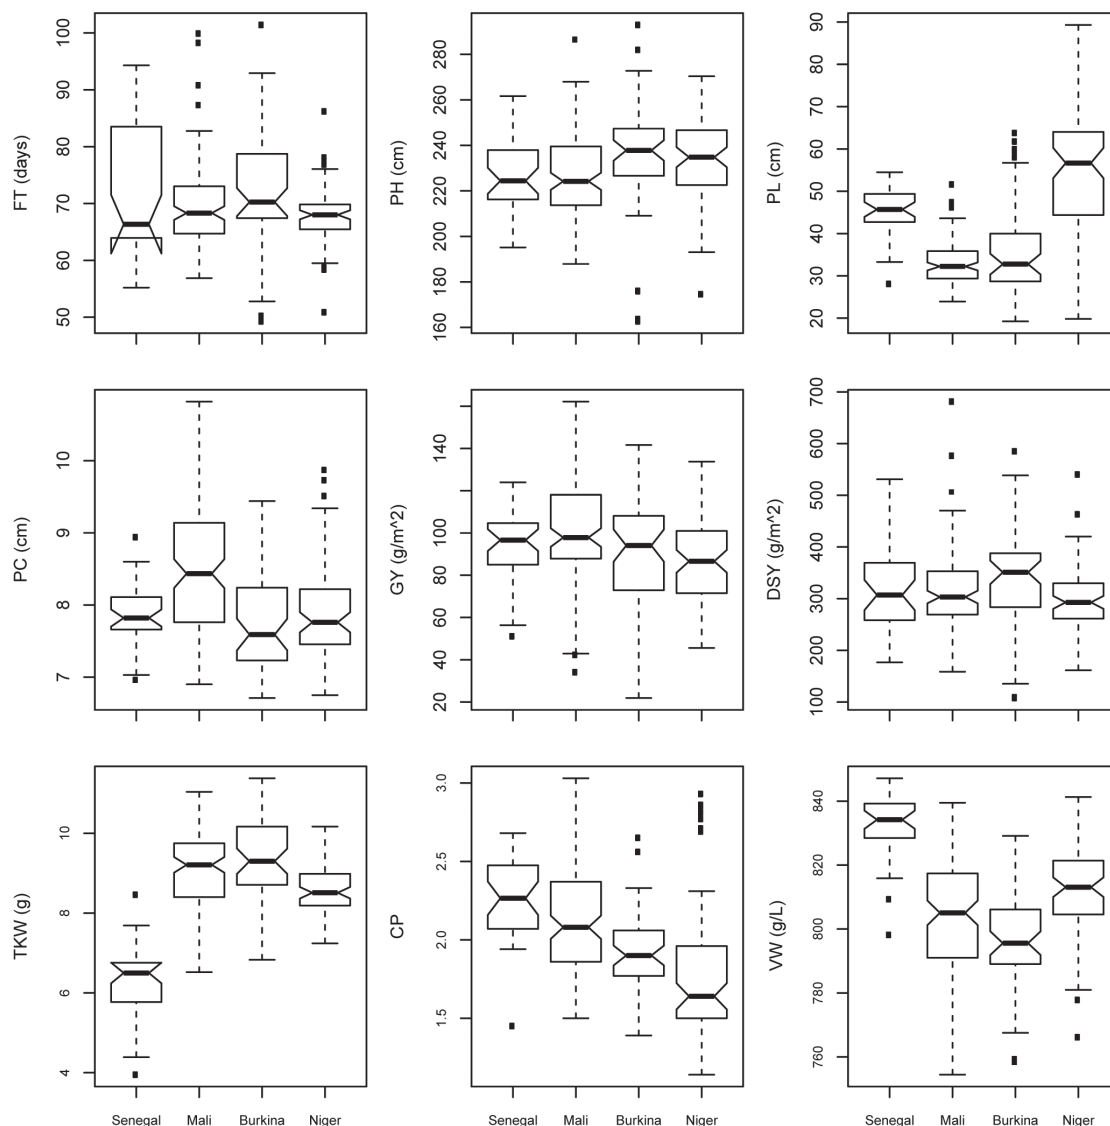 FT (days)
50 60 70 80 90 100
PH (cm)
160 180 200 220 240 260 280
PL (cm)
20 30 40 50 60 70 80 90
PC (cm)
7 8 9 10
GY (g/m^2)
20 40 60 80 100 140
DSY (g/m^2)
100 200 300 400 500 600 700
TKW (g)
4 6 8 10
CP
1.5 2.0 2.5 3.0
VW (g/L)
760 780 800 820 840
Senegal Mali Burkina Niger
Senegal Mali Burkina Niger
Senegal Mali Burkina Niger